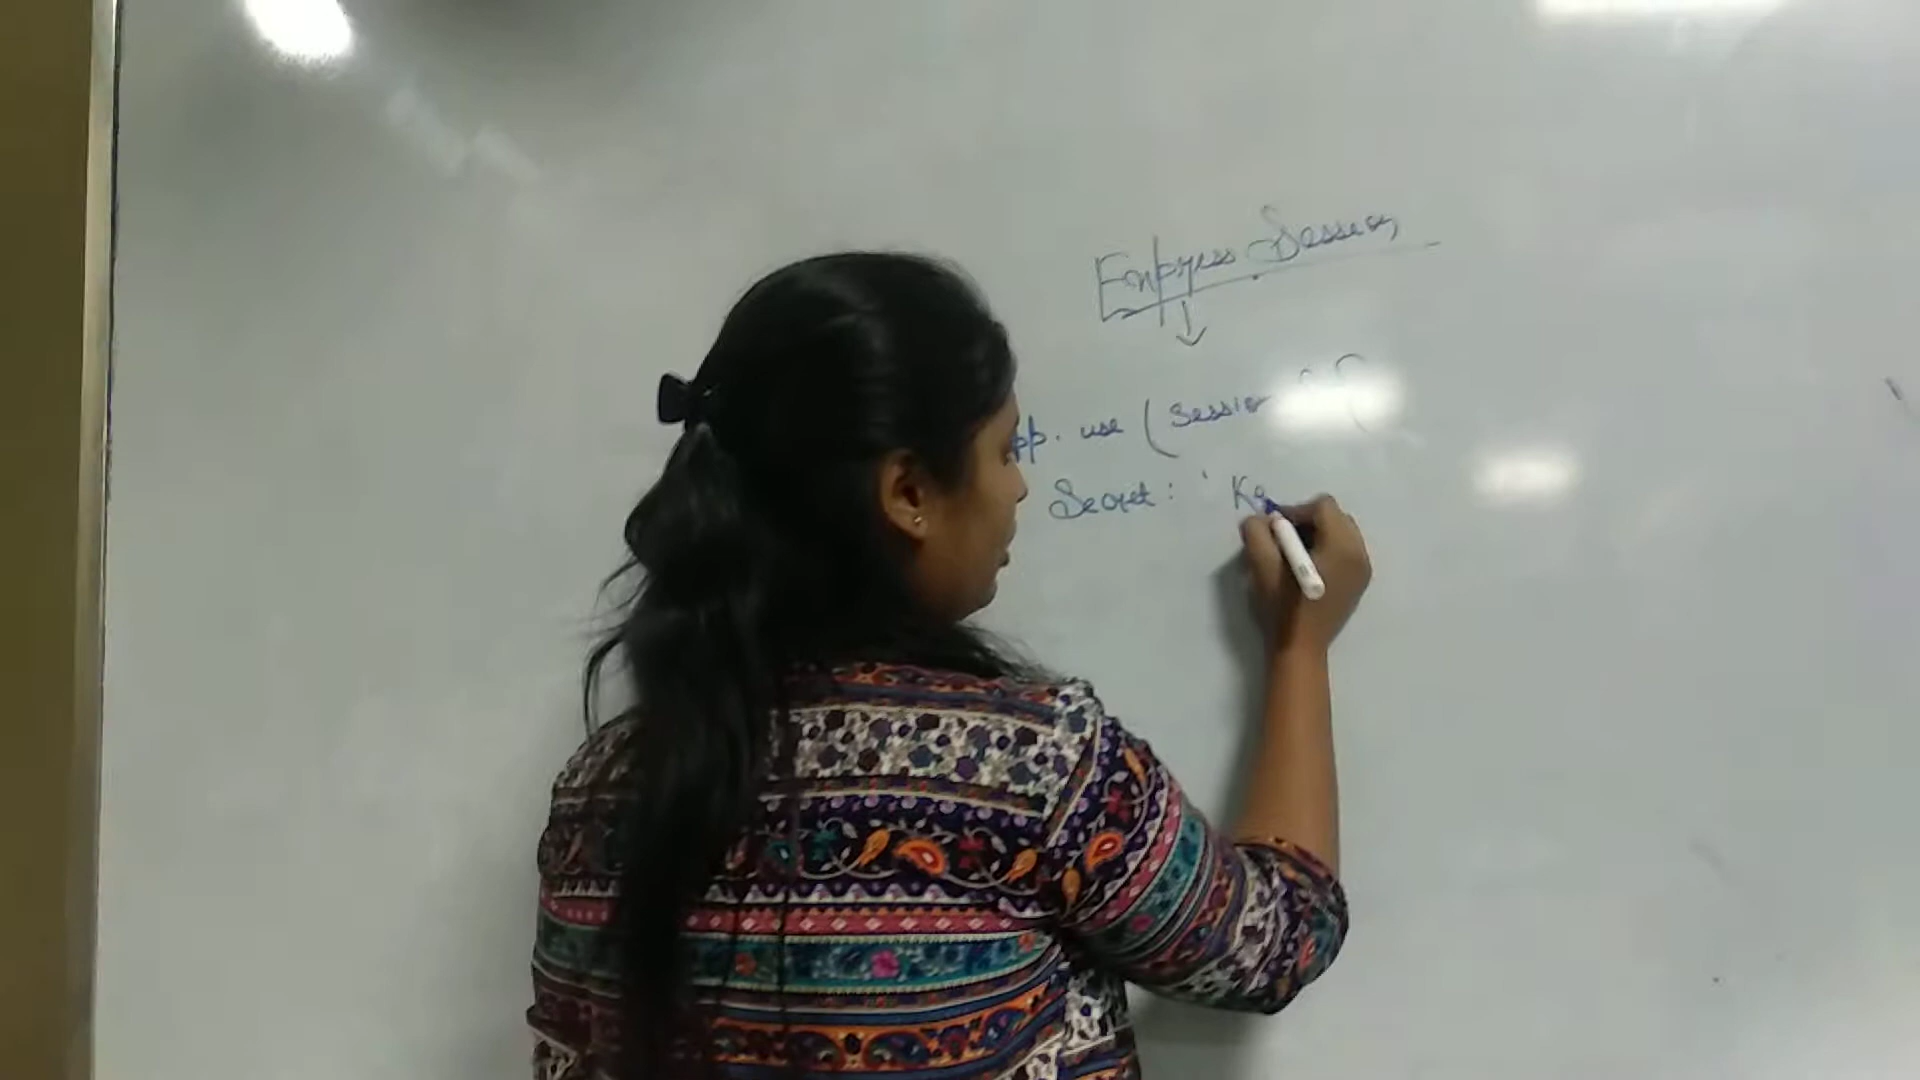 Express Session
↓
pp. use ( Session ( {
Secret : ' Ke